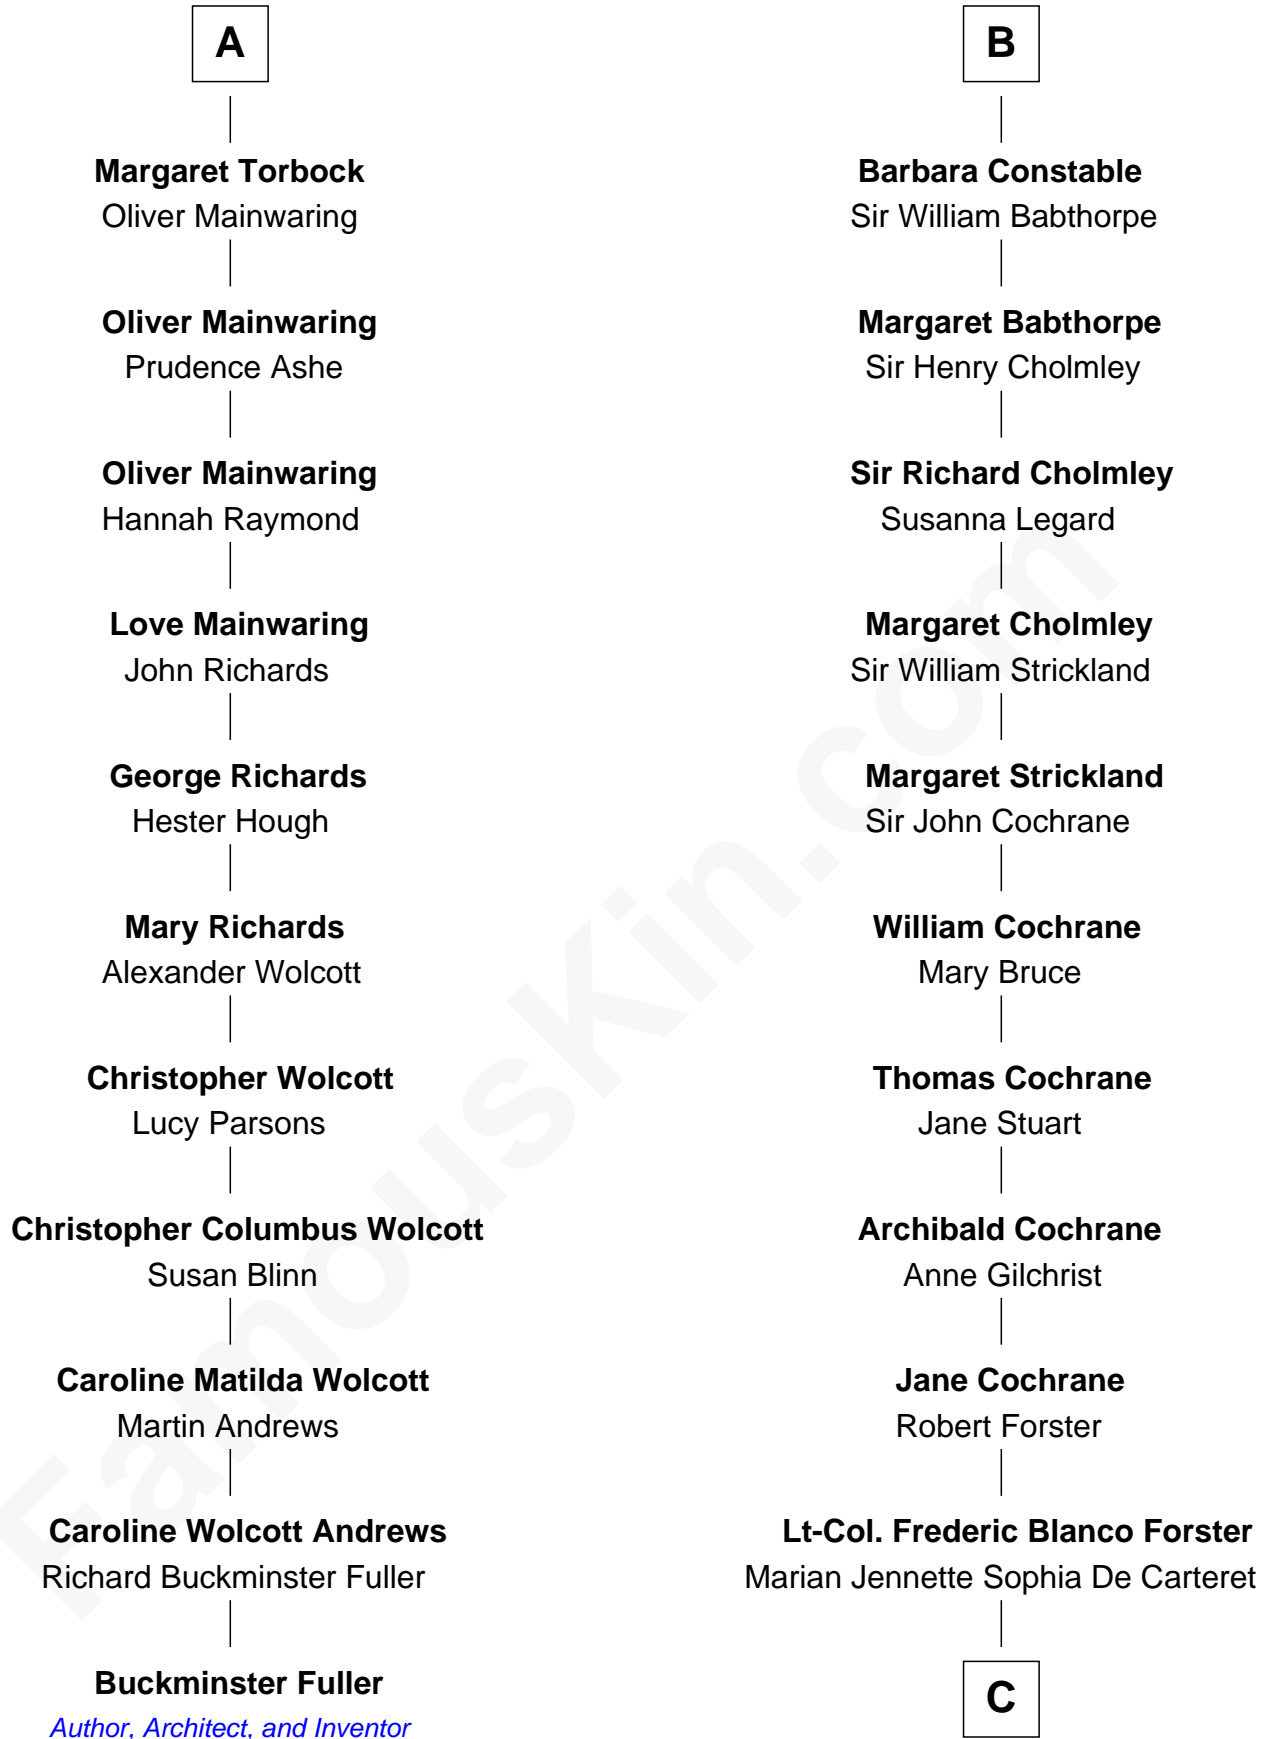 A
Margaret Torbock
Oliver Mainwaring
Oliver Mainwaring
Prudence Ashe
Oliver Mainwaring
Hannah Raymond
Love Mainwaring
John Richards
George Richards
Hester Hough
Mary Richards
Alexander Wolcott
Christopher Wolcott
Lucy Parsons
Christopher Columbus Wolcott
Susan Blinn
Caroline Matilda Wolcott
Martin Andrews
Caroline Wolcott Andrews
Richard Buckminster Fuller
Buckminster Fuller
Author, Architect, and Inventor
B
Barbara Constable
Sir William Babthorpe
Margaret Babthorpe
Sir Henry Cholmley
Sir Richard Cholmley
Susanna Legard
Margaret Cholmley
Sir William Strickland
Margaret Strickland
Sir John Cochrane
William Cochrane
Mary Bruce
Thomas Cochrane
Jane Stuart
Archibald Cochrane
Anne Gilchrist
Jane Cochrane
Robert Forster
Lt-Col. Frederic Blanco Forster
Marian Jennette Sophia De Carteret
C
FamousKin.com